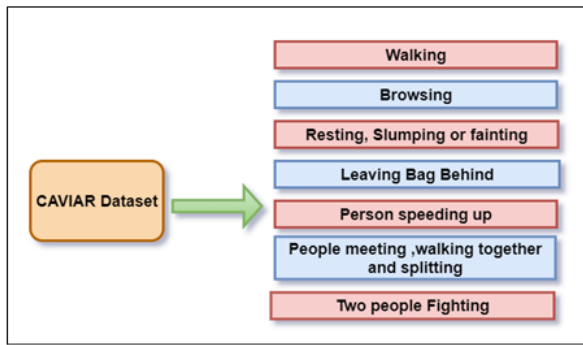 Walking
Browsing
Resting, Slumping or fainting
Leaving Bag Behind
CAVIAR Dataset
Person speeding up
People meeting ,walking together
and splitting
Two people Fighting